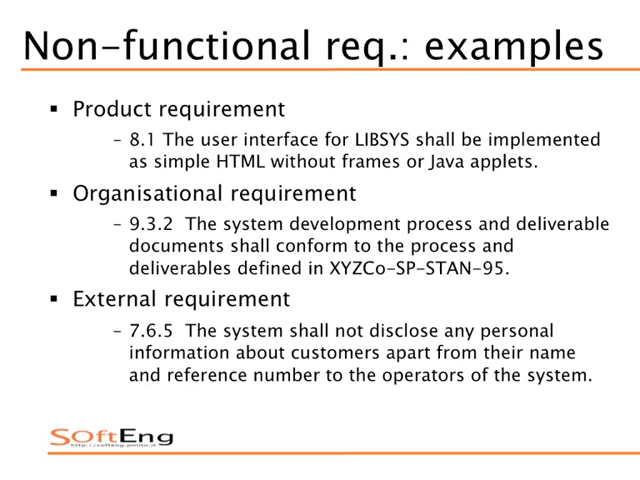 Non-functional req.: examples
▪ Product requirement
– 8.1 The user interface for LIBSYS shall be implemented
as simple HTML without frames or Java applets.
▪ Organisational requirement
– 9.3.2 The system development process and deliverable
documents shall conform to the process and
deliverables defined in XYZCo-SP-STAN-95.
▪ External requirement
– 7.6.5 The system shall not disclose any personal
information about customers apart from their name
and reference number to the operators of the system.
SOftEng
http://softeng.polito.it